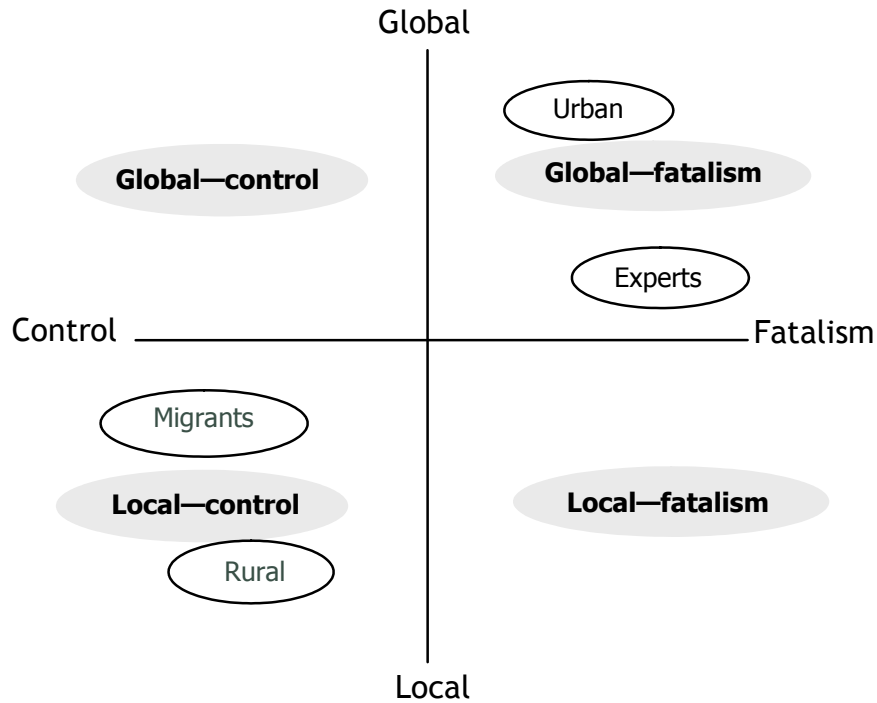 Global
Urban
Global—control
Global—fatalism
Experts
Control
Fatalism
Migrants
Local—control
Local—fatalism
Rural
Local